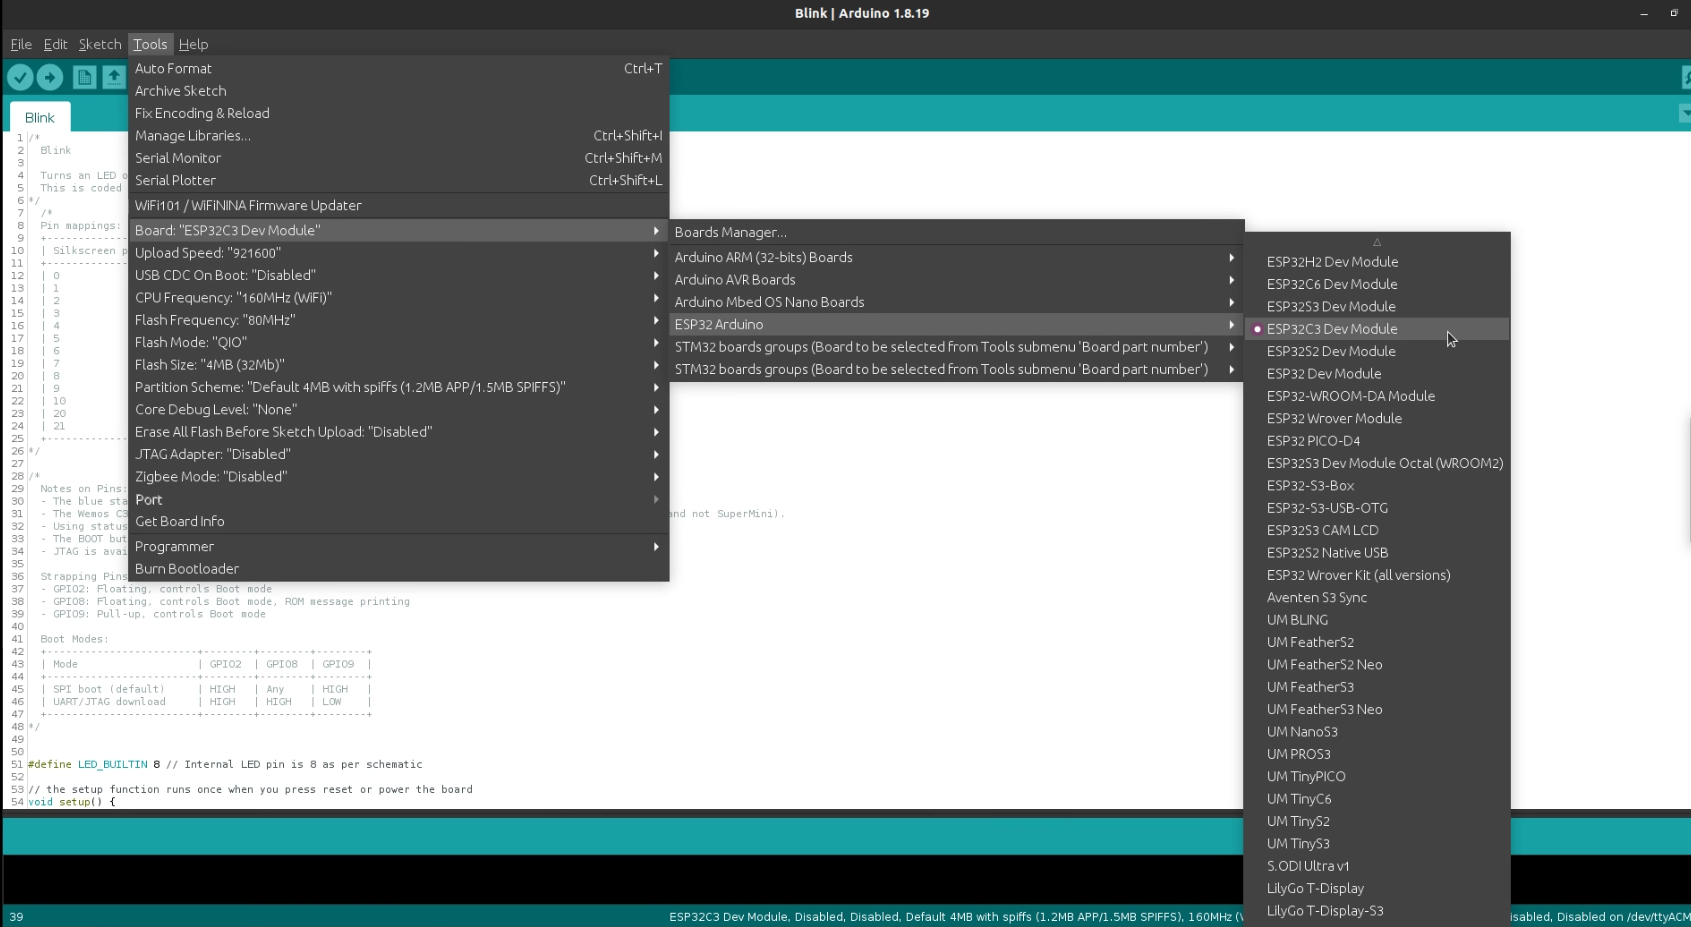 Blink | Arduino 1.8.19
File Edit Sketch Tools Help
Auto Format Ctrl+T
Archive Sketch
Fix Encoding & Reload
Manage Libraries... Ctrl+Shift+I
Serial Monitor Ctrl+Shift+M
Serial Plotter Ctrl+Shift+L
WiFi101 / WiFiNINA Firmware Updater
Board: "ESP32C3 Dev Module"
Upload Speed: "921600"
USB CDC On Boot: "Disabled"
CPU Frequency: "160MHz (WiFi)"
Flash Frequency: "80MHz"
Flash Mode: "QIO"
Flash Size: "4MB (32Mb)"
Partition Scheme: "Default 4MB with spiffs (1.2MB APP/1.5MB SPIFFS)"
Core Debug Level: "None"
Erase All Flash Before Sketch Upload: "Disabled"
JTAG Adapter: "Disabled"
Zigbee Mode: "Disabled"
Port
Get Board Info
Programmer
Burn Bootloader
Boards Manager...
Arduino ARM (32-bits) Boards
Arduino AVR Boards
Arduino Mbed OS Nano Boards
ESP32 Arduino
STM32 boards groups (Board to be selected from Tools submenu 'Board part number')
STM32 boards groups (Board to be selected from Tools submenu 'Board part number')
ESP32H2 Dev Module
ESP32C6 Dev Module
ESP32S3 Dev Module
ESP32C3 Dev Module
ESP32S2 Dev Module
ESP32 Dev Module
ESP32-WROOM-DA Module
ESP32 Wrover Module
ESP32 PICO-D4
ESP32S3 Dev Module Octal (WROOM2)
ESP32-S3-Box
ESP32-S3-USB-OTG
ESP32S3 CAM LCD
ESP32S2 Native USB
ESP32 Wrover Kit (all versions)
Aventen S3 Sync
UM BLING
UM FeatherS2
UM FeatherS2 Neo
UM FeatherS3
UM FeatherS3 Neo
UM NanoS3
UM PROS3
UM TinyPICO
UM TinyC6
UM TinyS2
UM TinyS3
S.ODI Ultra v1
LilyGo T-Display
LilyGo T-Display-S3
Blink
1 /*
2 Blink
3
4 Turns an LED o
5 This is coded
6 */
7 /*
8 Pin mappings:
9 +-------------
10 | Silkscreen p
11 +-------------
12 | 0
13 | 1
14 | 2
15 | 3
16 | 4
17 | 5
18 | 6
19 | 7
20 | 8
21 | 9
22 | 10
23 | 20
24 | 21
25 +-------------
26 */
27
28 /*
29 Notes on Pins:
30 - The blue sta
31 - The Wemos C3 and not SuperMini).
32 - Using status
33 - The BOOT but
34 - JTAG is avai
35
36 Strapping Pins
37 - GPIO2: Floating, controls Boot mode
38 - GPIO8: Floating, controls Boot mode, ROM message printing
39 - GPIO9: Pull-up, controls Boot mode
40
41 Boot Modes:
42 +------------------------+--------+--------+--------+
43 | Mode | GPIO2 | GPIO8 | GPIO9 |
44 +------------------------+--------+--------+--------+
45 | SPI boot (default) | HIGH | Any | HIGH |
46 | UART/JTAG download | HIGH | HIGH | LOW |
47 +------------------------+--------+--------+--------+
48 */
49
50
51 #define LED_BUILTIN 8 // Internal LED pin is 8 as per schematic
52
53 // the setup function runs once when you press reset or power the board
54 void setup() {
39 ESP32C3 Dev Module, Disabled, Disabled, Default 4MB with spiffs (1.2MB APP/1.5MB SPIFFS), 160MHz ( isabled, Disabled on /dev/ttyACM